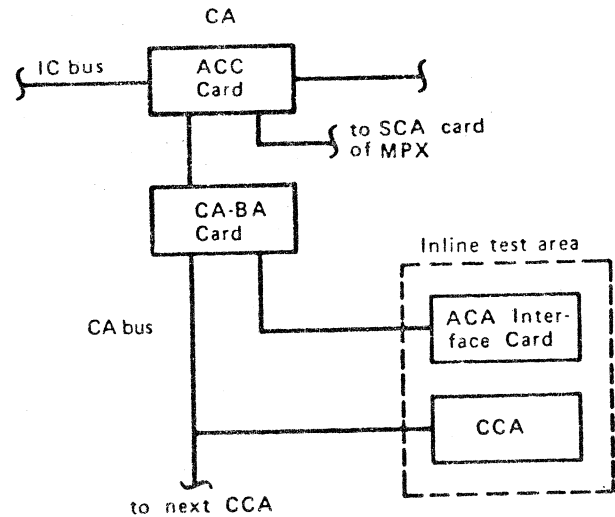 CA
IC bus
ACC
Card
to SCA card
of MPX
CA-BA
Card
Inline test area
CA bus
ACA Inter-
face Card
CCA
to next CCA